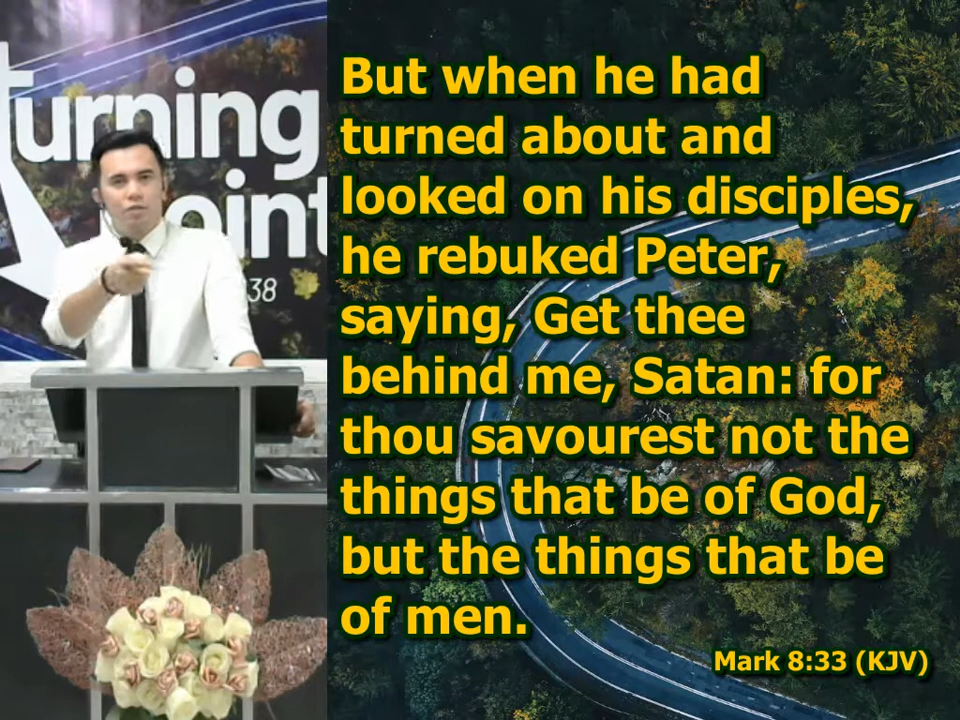 turning
point
38
But when he had
turned about and
looked on his disciples,
he rebuked Peter,
saying, Get thee
behind me, Satan: for
thou savourest not the
things that be of God,
but the things that be
of men.
Mark 8:33 (KJV)